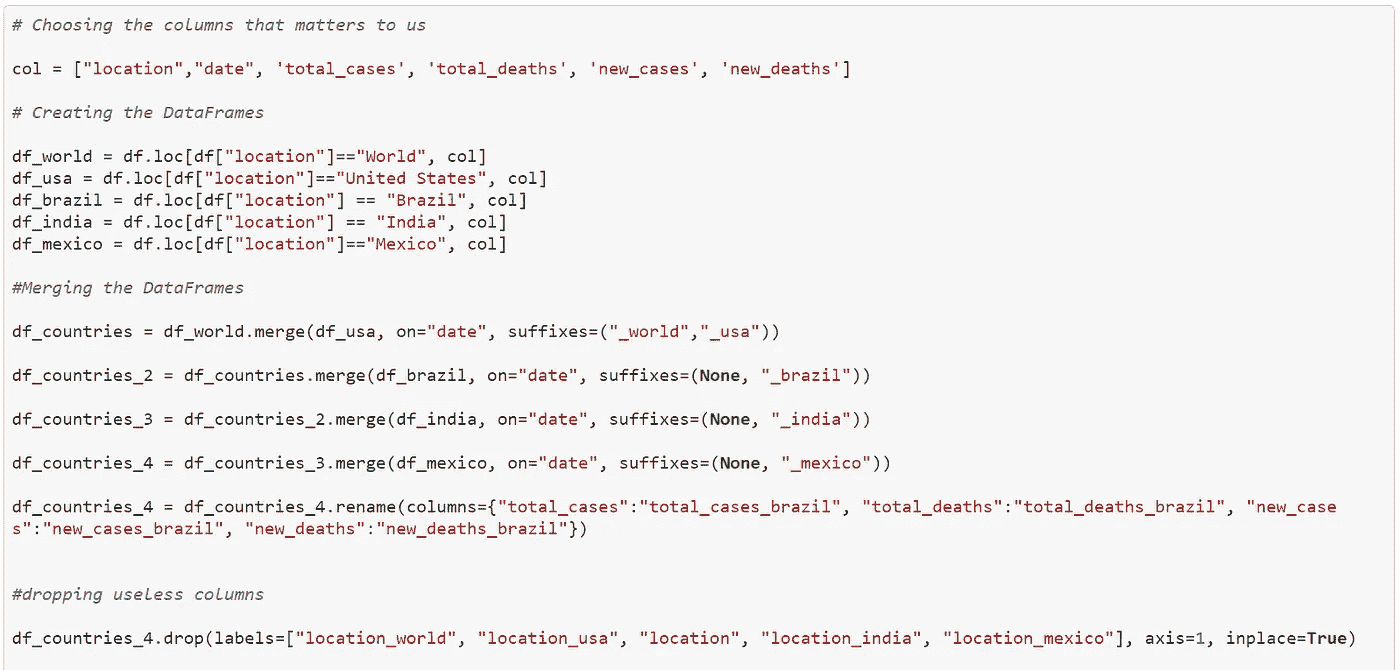 # Choosing the columns that matters to us
col = ["location","date", 'total_cases', 'total_deaths', 'new_cases', 'new_deaths']
# Creating the DataFrames
df_world = df.loc[df["location"]=="World", col]
df_usa = df.loc[df["location"]=="United States", col]
df_brazil = df.loc[df["location"] == "Brazil", col]
df_india = df.loc[df["location"] == "India", col]
df_mexico = df.loc[df["location"]=="Mexico", col]
#Merging the DataFrames
df_countries = df_world.merge(df_usa, on="date", suffixes=("_world","_usa"))
df_countries_2 = df_countries.merge(df_brazil, on="date", suffixes=(None, "_brazil"))
df_countries_3 = df_countries_2.merge(df_india, on="date", suffixes=(None, "_india"))
df_countries_4 = df_countries_3.merge(df_mexico, on="date", suffixes=(None, "_mexico"))
df_countries_4 = df_countries_4.rename(columns={"total_cases":"total_cases_brazil", "total_deaths":"total_deaths_brazil", "new_case
s":"new_cases_brazil", "new_deaths":"new_deaths_brazil"})
#dropping useless columns
df_countries_4.drop(labels=["location_world", "location_usa", "location", "location_india", "location_mexico"], axis=1, inplace=True)